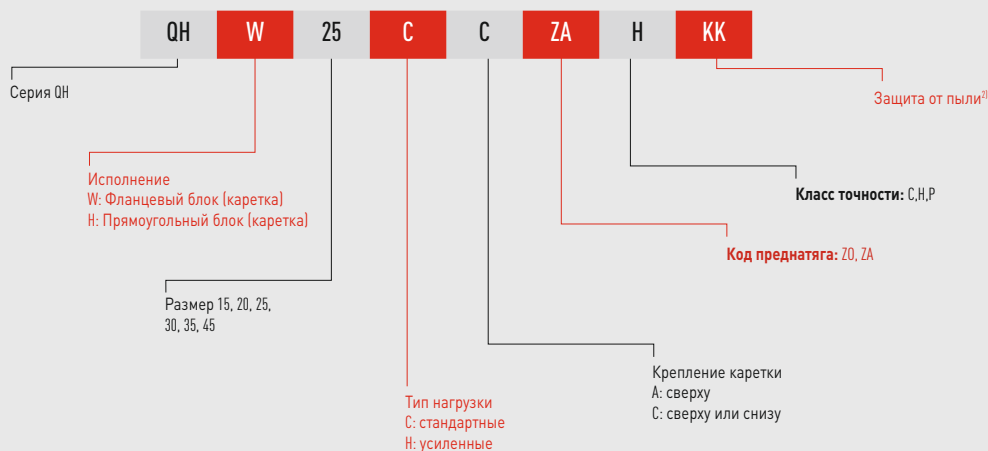 QH W 25 C C ZA H KK
Серия QH
Защита от пыли²⁾
Исполнение
W: Фланцевый блок (каретка)
H: Прямоугольный блок (каретка)
Класс точности: C,H,P
Код преднатяга: Z0, ZA
Размер 15, 20, 25,
30, 35, 45
Крепление каретки
A: сверху
C: сверху или снизу
Тип нагрузки
C: стандартные
H: усиленные